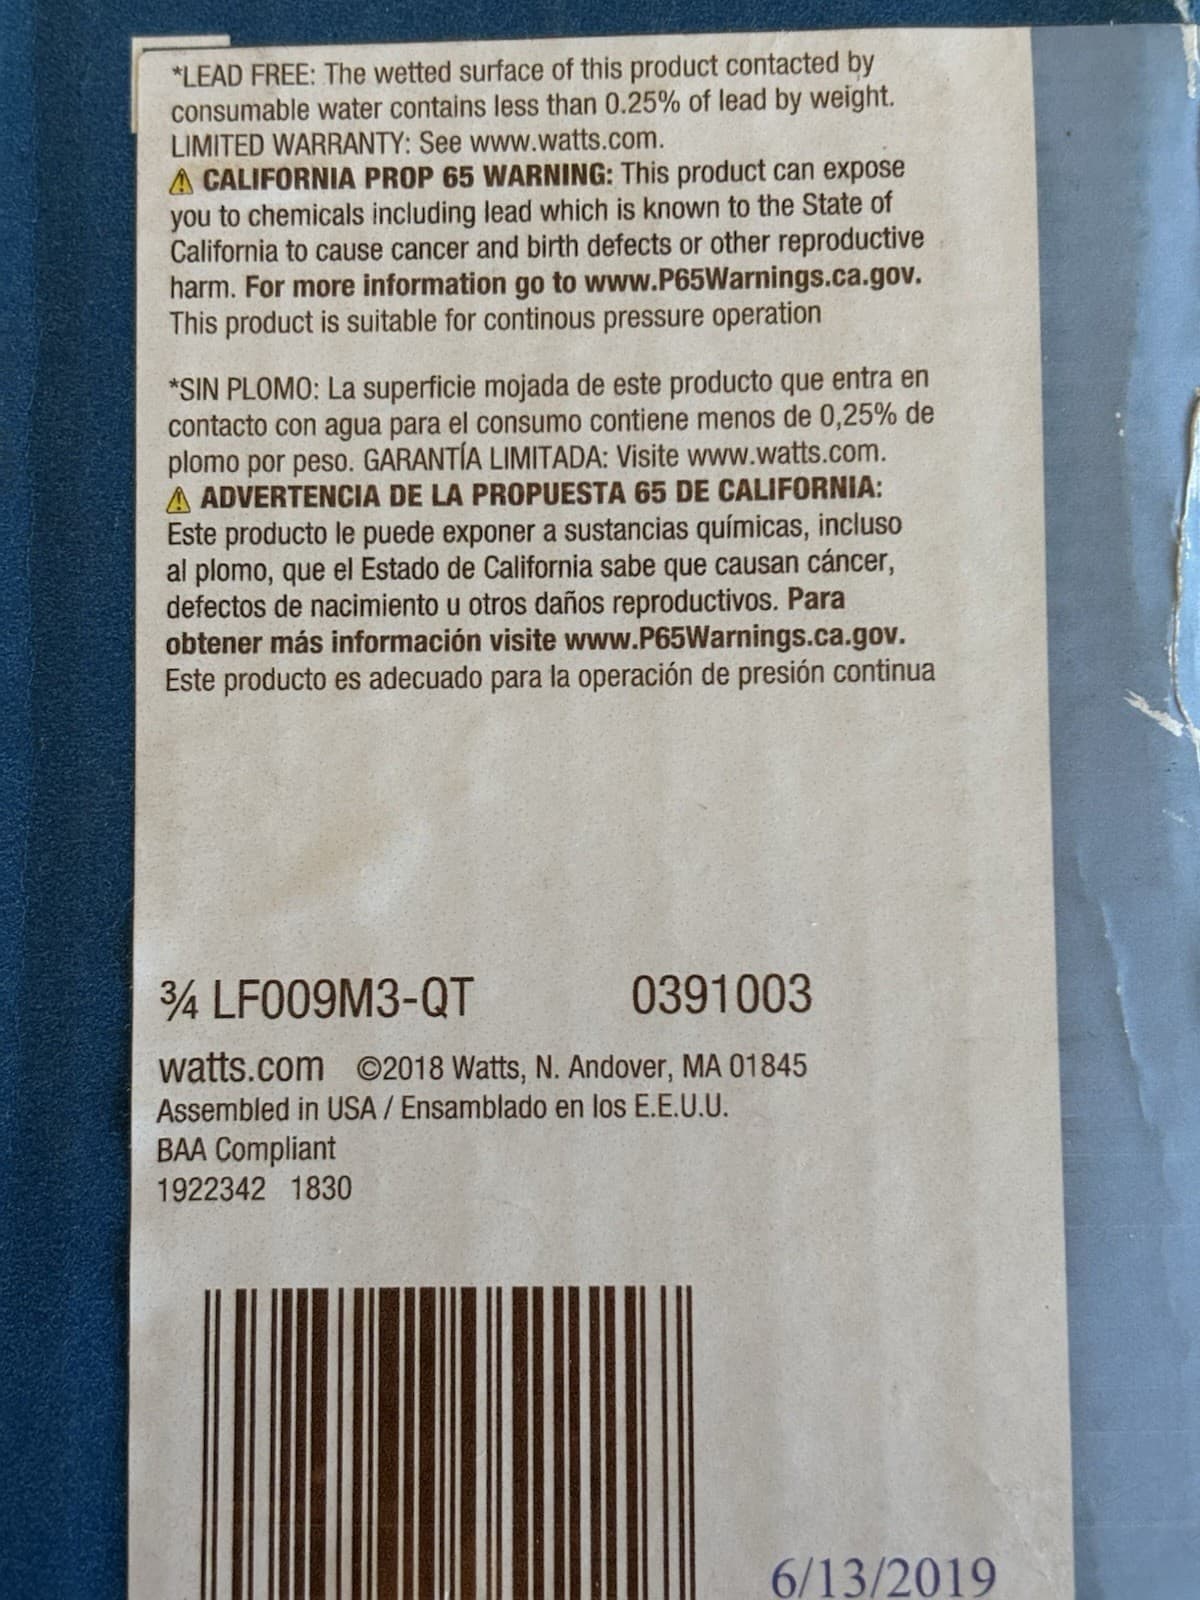 *LEAD FREE: The wetted surface of this product contacted by
consumable water contains less than 0.25% of lead by weight.
LIMITED WARRANTY: See www.watts.com.
⚠ CALIFORNIA PROP 65 WARNING: This product can expose
you to chemicals including lead which is known to the State of
California to cause cancer and birth defects or other reproductive
harm. For more information go to www.P65Warnings.ca.gov.
This product is suitable for continous pressure operation
*SIN PLOMO: La superficie mojada de este producto que entra en
contacto con agua para el consumo contiene menos de 0,25% de
plomo por peso. GARANTÍA LIMITADA: Visite www.watts.com.
⚠ ADVERTENCIA DE LA PROPUESTA 65 DE CALIFORNIA:
Este producto le puede exponer a sustancias químicas, incluso
al plomo, que el Estado de California sabe que causan cáncer,
defectos de nacimiento u otros daños reproductivos. Para
obtener más información visite www.P65Warnings.ca.gov.
Este producto es adecuado para la operación de presión continua
¾ LF009M3-QT 0391003
watts.com ©2018 Watts, N. Andover, MA 01845
Assembled in USA / Ensamblado en los E.E.U.U.
BAA Compliant
1922342 1830
6/13/2019